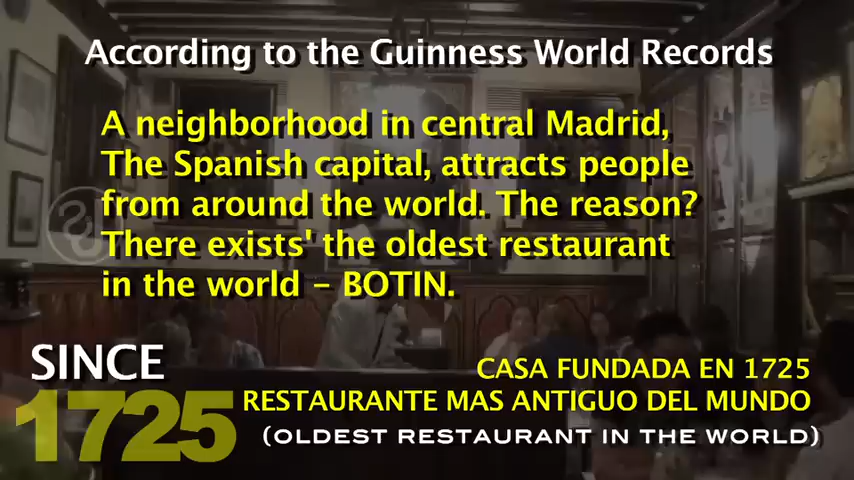 According to the Guinness World Records
A neighborhood in central Madrid,
The Spanish capital, attracts people
from around the world. The reason?
There exists' the oldest restaurant
in the world – BOTIN.
SINCE
1725
CASA FUNDADA EN 1725
RESTAURANTE MAS ANTIGUO DEL MUNDO
(OLDEST RESTAURANT IN THE WORLD)